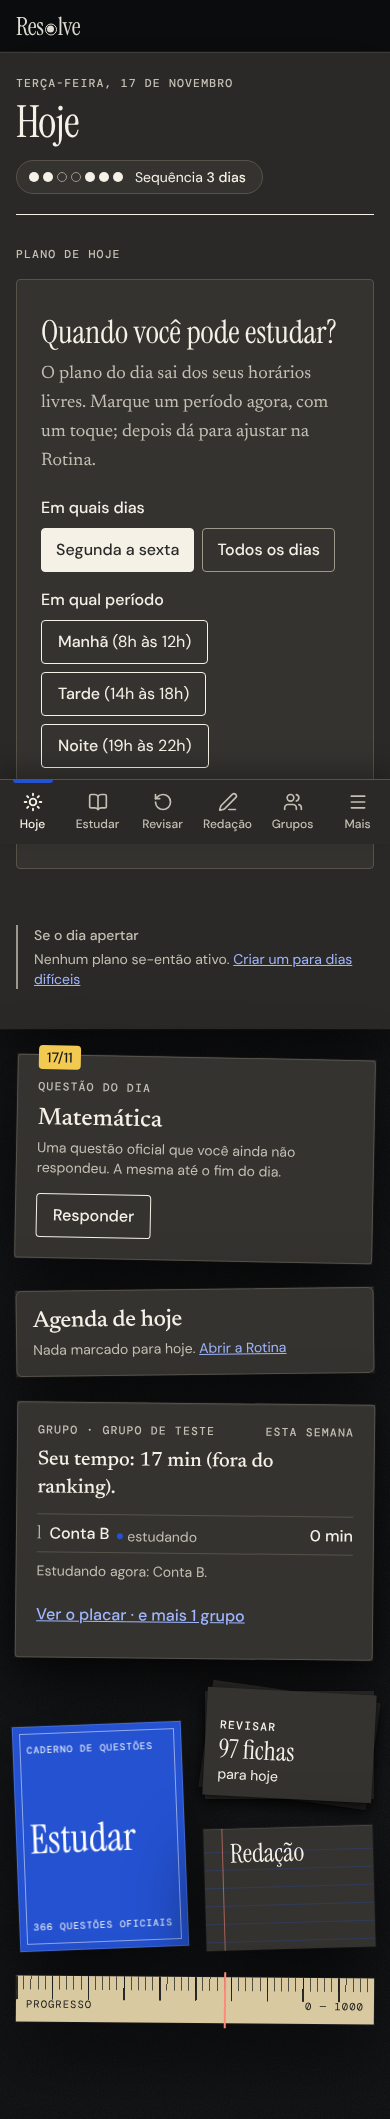 Resolve
TERÇA-FEIRA, 17 DE NOVEMBRO
Hoje
Sequência 3 dias
PLANO DE HOJE
Quando você pode estudar?
O plano do dia sai dos seus horários
livres. Marque um período agora, com
um toque; depois dá para ajustar na
Rotina.
Em quais dias
Segunda a sexta
Todos os dias
Em qual período
Manhã (8h às 12h)
Tarde (14h às 18h)
Noite (19h às 22h)
Hoje
Estudar
Revisar
Redação
Grupos
Mais
Se o dia apertar
Nenhum plano se-então ativo. Criar um para dias
difíceis
17/11
QUESTÃO DO DIA
Matemática
Uma questão oficial que você ainda não
respondeu. A mesma até o fim do dia.
Responder
Agenda de hoje
Nada marcado para hoje. Abrir a Rotina
GRUPO · GRUPO DE TESTE
ESTA SEMANA
Seu tempo: 17 min (fora do
ranking).
1 Conta B estudando 0 min
Estudando agora: Conta B.
Ver o placar · e mais 1 grupo
CADERNO DE QUESTÕES
Estudar
366 QUESTÕES OFICIAIS
REVISAR
97 fichas
para hoje
Redação
PROGRESSO
0 — 1000